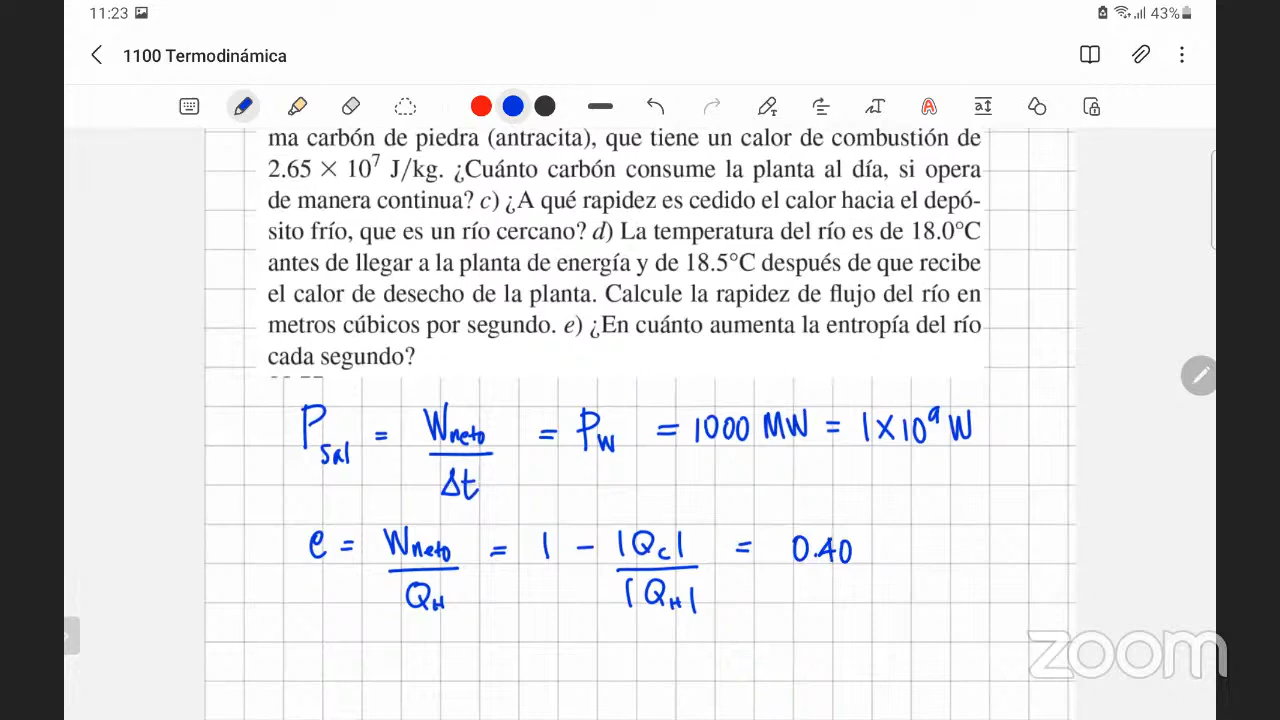 11:23 43%
1100 Termodinámica
ma carbón de piedra (antracita), que tiene un calor de combustión de
2.65 × 10⁷ J/kg. ¿Cuánto carbón consume la planta al día, si opera
de manera continua? c) ¿A qué rapidez es cedido el calor hacia el depó-
sito frío, que es un río cercano? d) La temperatura del río es de 18.0°C
antes de llegar a la planta de energía y de 18.5°C después de que recibe
el calor de desecho de la planta. Calcule la rapidez de flujo del río en
metros cúbicos por segundo. e) ¿En cuánto aumenta la entropía del río
cada segundo?
P_sal = W_neto / Δt = P_W = 1000 MW = 1 X 10⁹ W
e = W_neto / Q_H = 1 - |Q_C| / |Q_H| = 0.40
zoom